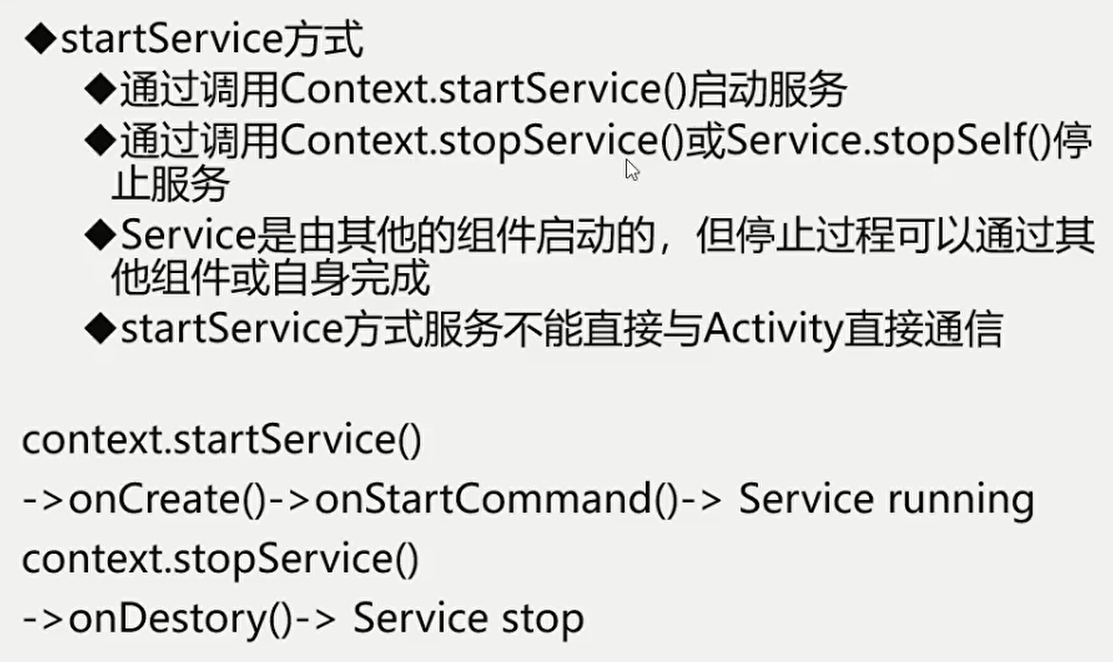 ◆startService方式
◆通过调用Context.startService()启动服务
◆通过调用Context.stopService()或Service.stopSelf()停
止服务
◆Service是由其他的组件启动的，但停止过程可以通过其
他组件或自身完成
◆startService方式服务不能直接与Activity直接通信
context.startService()
->onCreate()->onStartCommand()-> Service running
context.stopService()
->onDestory()-> Service stop